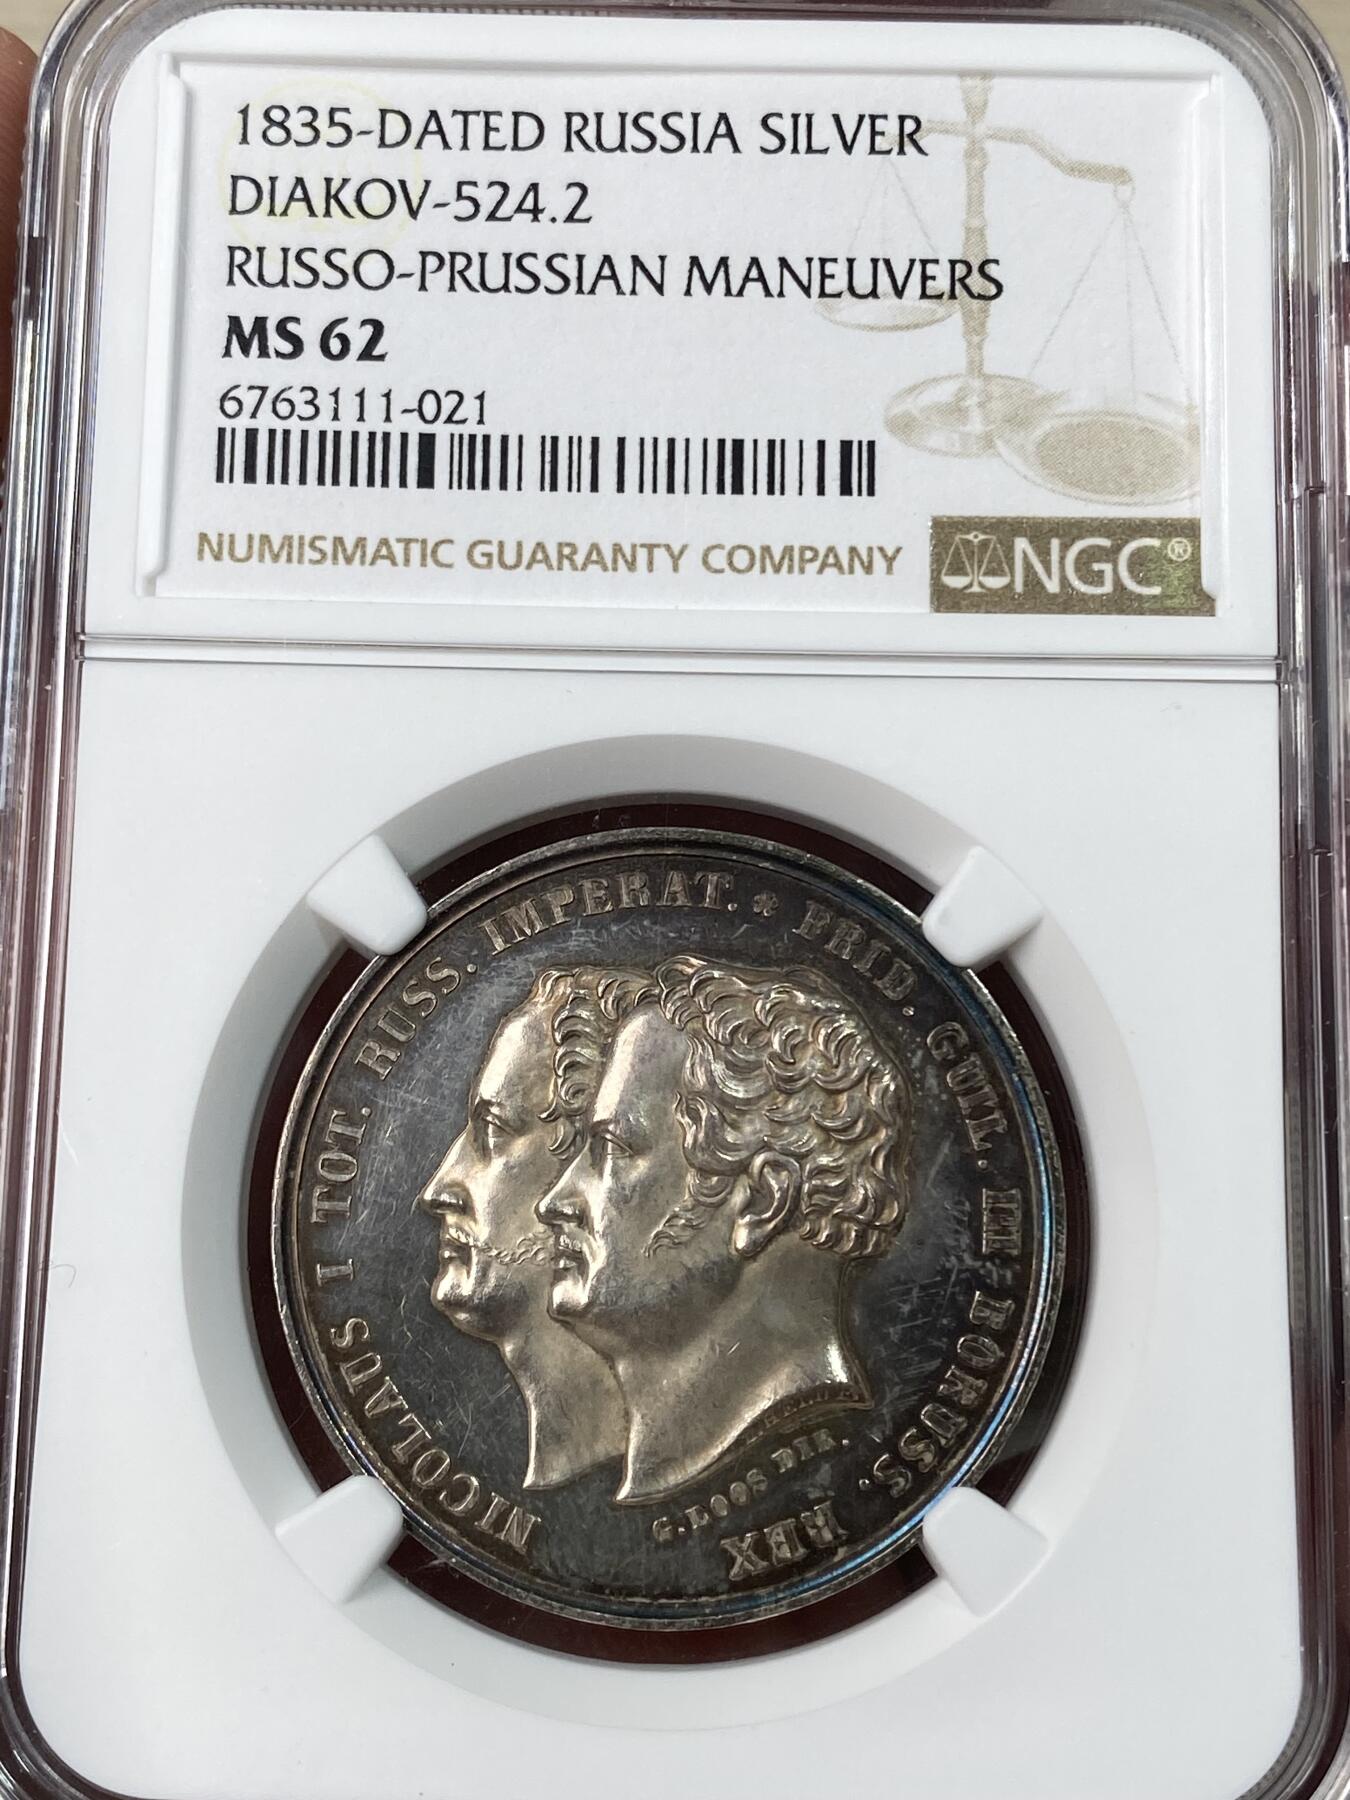 1835-DATED RUSSIA SILVER
DIAKOV-524.2
RUSSO-PRUSSIAN MANEUVERS
MS 62
6763111-021
NUMISMATIC GUARANTY COMPANY
NGC®
NICOLAUS I TOT. RUSS. IMPERAT. * FRID. GUIL. III BORUSS. REX
HELD F.
G. LOOS DIR.